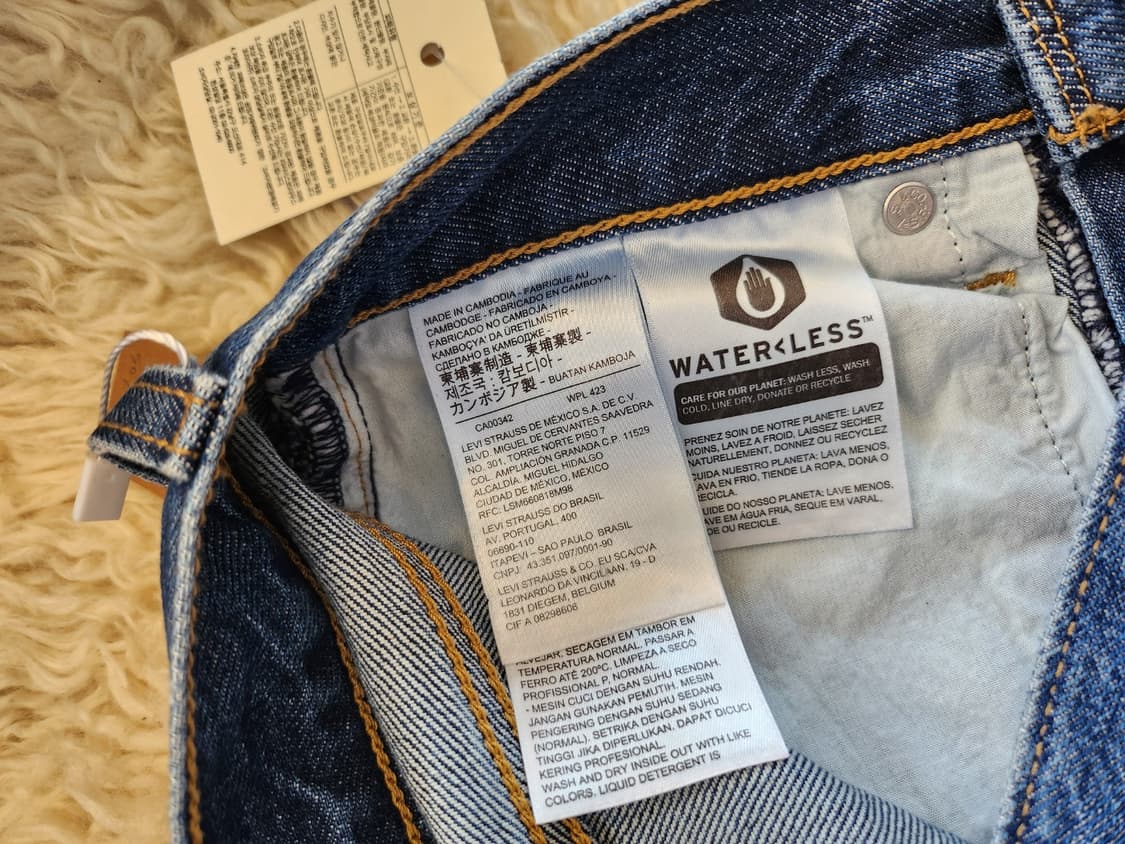 MADE IN CAMBODIA - FABRIQUE AU
CAMBODGE - FABRICADO EN CAMBOYA -
FABRICADO NO CAMBOJA -
KAMBOÇYA' DA ÜRETİLMİŞTİR -
СДЕЛАНО В КАМБОДЖЕ -
柬埔寨制造 - 柬埔寨製 -
제조국 : 캄보디아 -
カンボジア製 - BUATAN KAMBOJA
CA00342 WPL 423
LEVI STRAUSS DE MÉXICO S.A. DE C.V.
BLVD. MIGUEL DE CERVANTES SAAVEDRA
NO. 301, TORRE NORTE PISO 7
COL. AMPLIACIÓN GRANADA C.P. 11529
ALCALDÍA. MIGUEL HIDALGO
CIUDAD DE MÉXICO, MÉXICO
RFC: LSM660818M98
LEVI STRAUSS DO BRASIL
AV. PORTUGAL, 400
06690-110
ITAPEVI – SAO PAULO BRASIL
CNPJ: 43.351.097/0001-90
LEVI STRAUSS & CO. EU SCA/CVA
LEONARDO DA VINCILAAN, 19 - D
1831 DIEGEM, BELGIUM
CIF A 08298608
ALVEJAR. SECAGEM EM TAMBOR EM
TEMPERATURA NORMAL. PASSAR A
FERRO ATÉ 200ºC. LIMPEZA A SECO
PROFISSIONAL P, NORMAL.
- MESIN CUCI DENGAN SUHU RENDAH.
JANGAN GUNAKAN PEMUTIH. MESIN
PENGERING DENGAN SUHU SEDANG
(NORMAL). SETRIKA DENGAN SUHU
TINGGI JIKA DIPERLUKAN. DAPAT DICUCI
KERING PROFESIONAL.
WASH AND DRY INSIDE OUT WITH LIKE
COLORS, LIQUID DETERGENT IS
WATER<LESS™
CARE FOR OUR PLANET: WASH LESS, WASH
COLD, LINE DRY, DONATE OR RECYCLE
PRENEZ SOIN DE NOTRE PLANETE: LAVEZ
MOINS, LAVEZ A FROID, LAISSEZ SECHER
NATURELLEMENT, DONNEZ OU RECYCLEZ
CUIDA NUESTRO PLANETA: LAVA MENOS,
LAVA EN FRIO, TIENDE LA ROPA, DONA O
RECICLA.
CUIDE DO NOSSO PLANETA: LAVE MENOS,
LAVE EM ÁGUA FRIA, SEQUE EM VARAL,
DOE OU RECICLE.